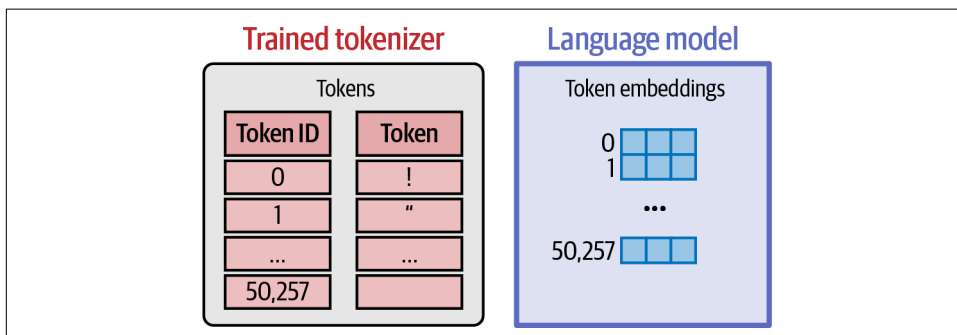 Trained tokenizer
Language model
Tokens
Token ID Token
0 !
1 “
... ...
50,257
Token embeddings
0
1
...
50,257